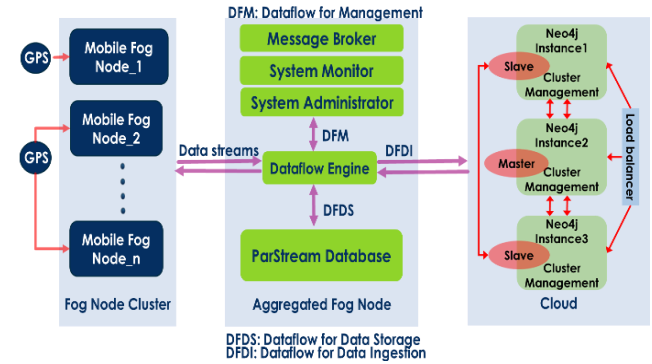 DFM: Dataflow for Management
GPS
Mobile Fog
Node_1
GPS
Mobile Fog
Node_2
Mobile Fog
Node_n
Fog Node Cluster
Data streams
Message Broker
System Monitor
System Administrator
DFM
Dataflow Engine
DFDS
ParStream Database
Aggregated Fog Node
DFDI
Neo4j
Instance1
Slave
Cluster
Management
Neo4j
Instance2
Master
Cluster
Management
Neo4j
Instance3
Slave
Cluster
Management
Load balancer
Cloud
DFDS: Dataflow for Data Storage
DFDI: Dataflow for Data Ingestion